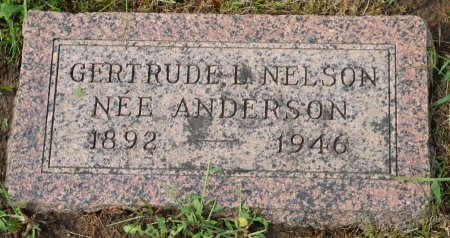 GERTRUDE L. NELSON
NÉE ANDERSON
1892 — 1946